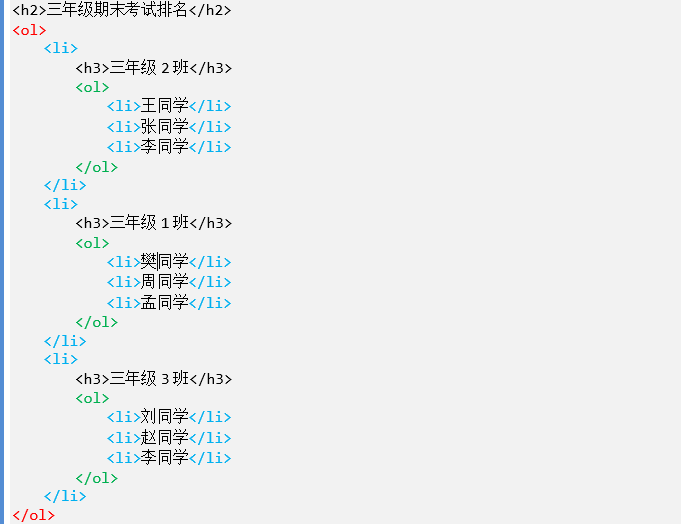 <h2>三年级期末考试排名</h2>
<ol>
<li>
<h3>三年级 2 班</h3>
<ol>
<li>王同学</li>
<li>张同学</li>
<li>李同学</li>
</ol>
</li>
<li>
<h3>三年级 1 班</h3>
<ol>
<li>樊同学</li>
<li>周同学</li>
<li>孟同学</li>
</ol>
</li>
<li>
<h3>三年级 3 班</h3>
<ol>
<li>刘同学</li>
<li>赵同学</li>
<li>李同学</li>
</ol>
</li>
</ol>